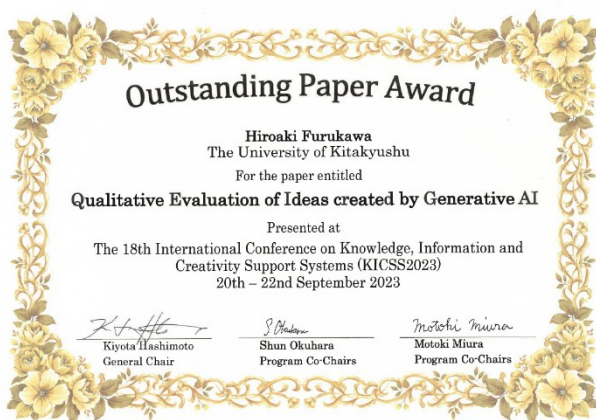 Outstanding Paper Award
Hiroaki Furukawa
The University of Kitakyushu
For the paper entitled
Qualitative Evaluation of Ideas created by Generative AI
Presented at
The 18th International Conference on Knowledge, Information and
Creativity Support Systems (KICSS2023)
20th – 22nd September 2023
S. Okuhara
Motoki Miura
Kiyota Hashimoto
Shun Okuhara
Motoki Miura
General Chair
Program Co-Chairs
Program Co-Chairs